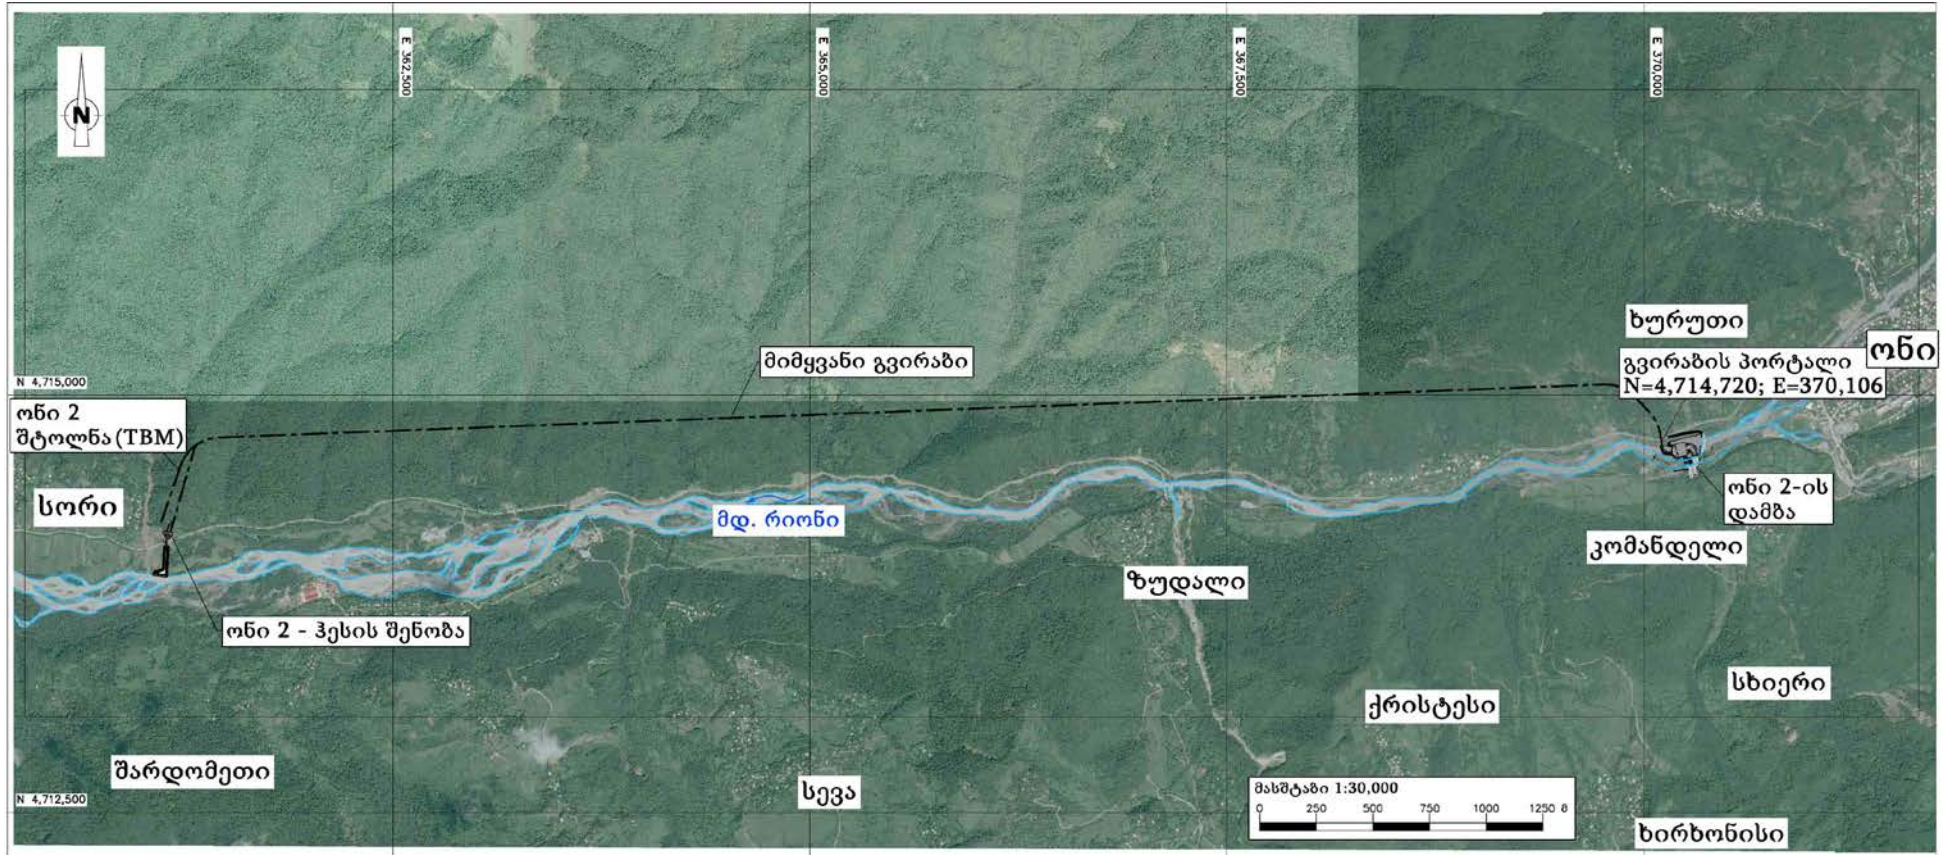 E 362,500
E 365,000
E 367,500
E 370,000
N
ხურუთი
ონი
გვირაბის პორტალი
N=4,714,720; E=370,106
მიმყვანი გვირაბი
N 4,715,000
ონი 2
შტოლნა (TBM)
სორი
მდ. რიონი
ონი 2-ის
დამბა
კომანდელი
ზუდალი
ონი 2 - ჰესის შენობა
სხიერი
ქრისტესი
შარდომეთი
სევა
N 4,712,500
მასშტაბი 1:30,000
0 250 500 750 1000 1250 მ
ხირხონისი